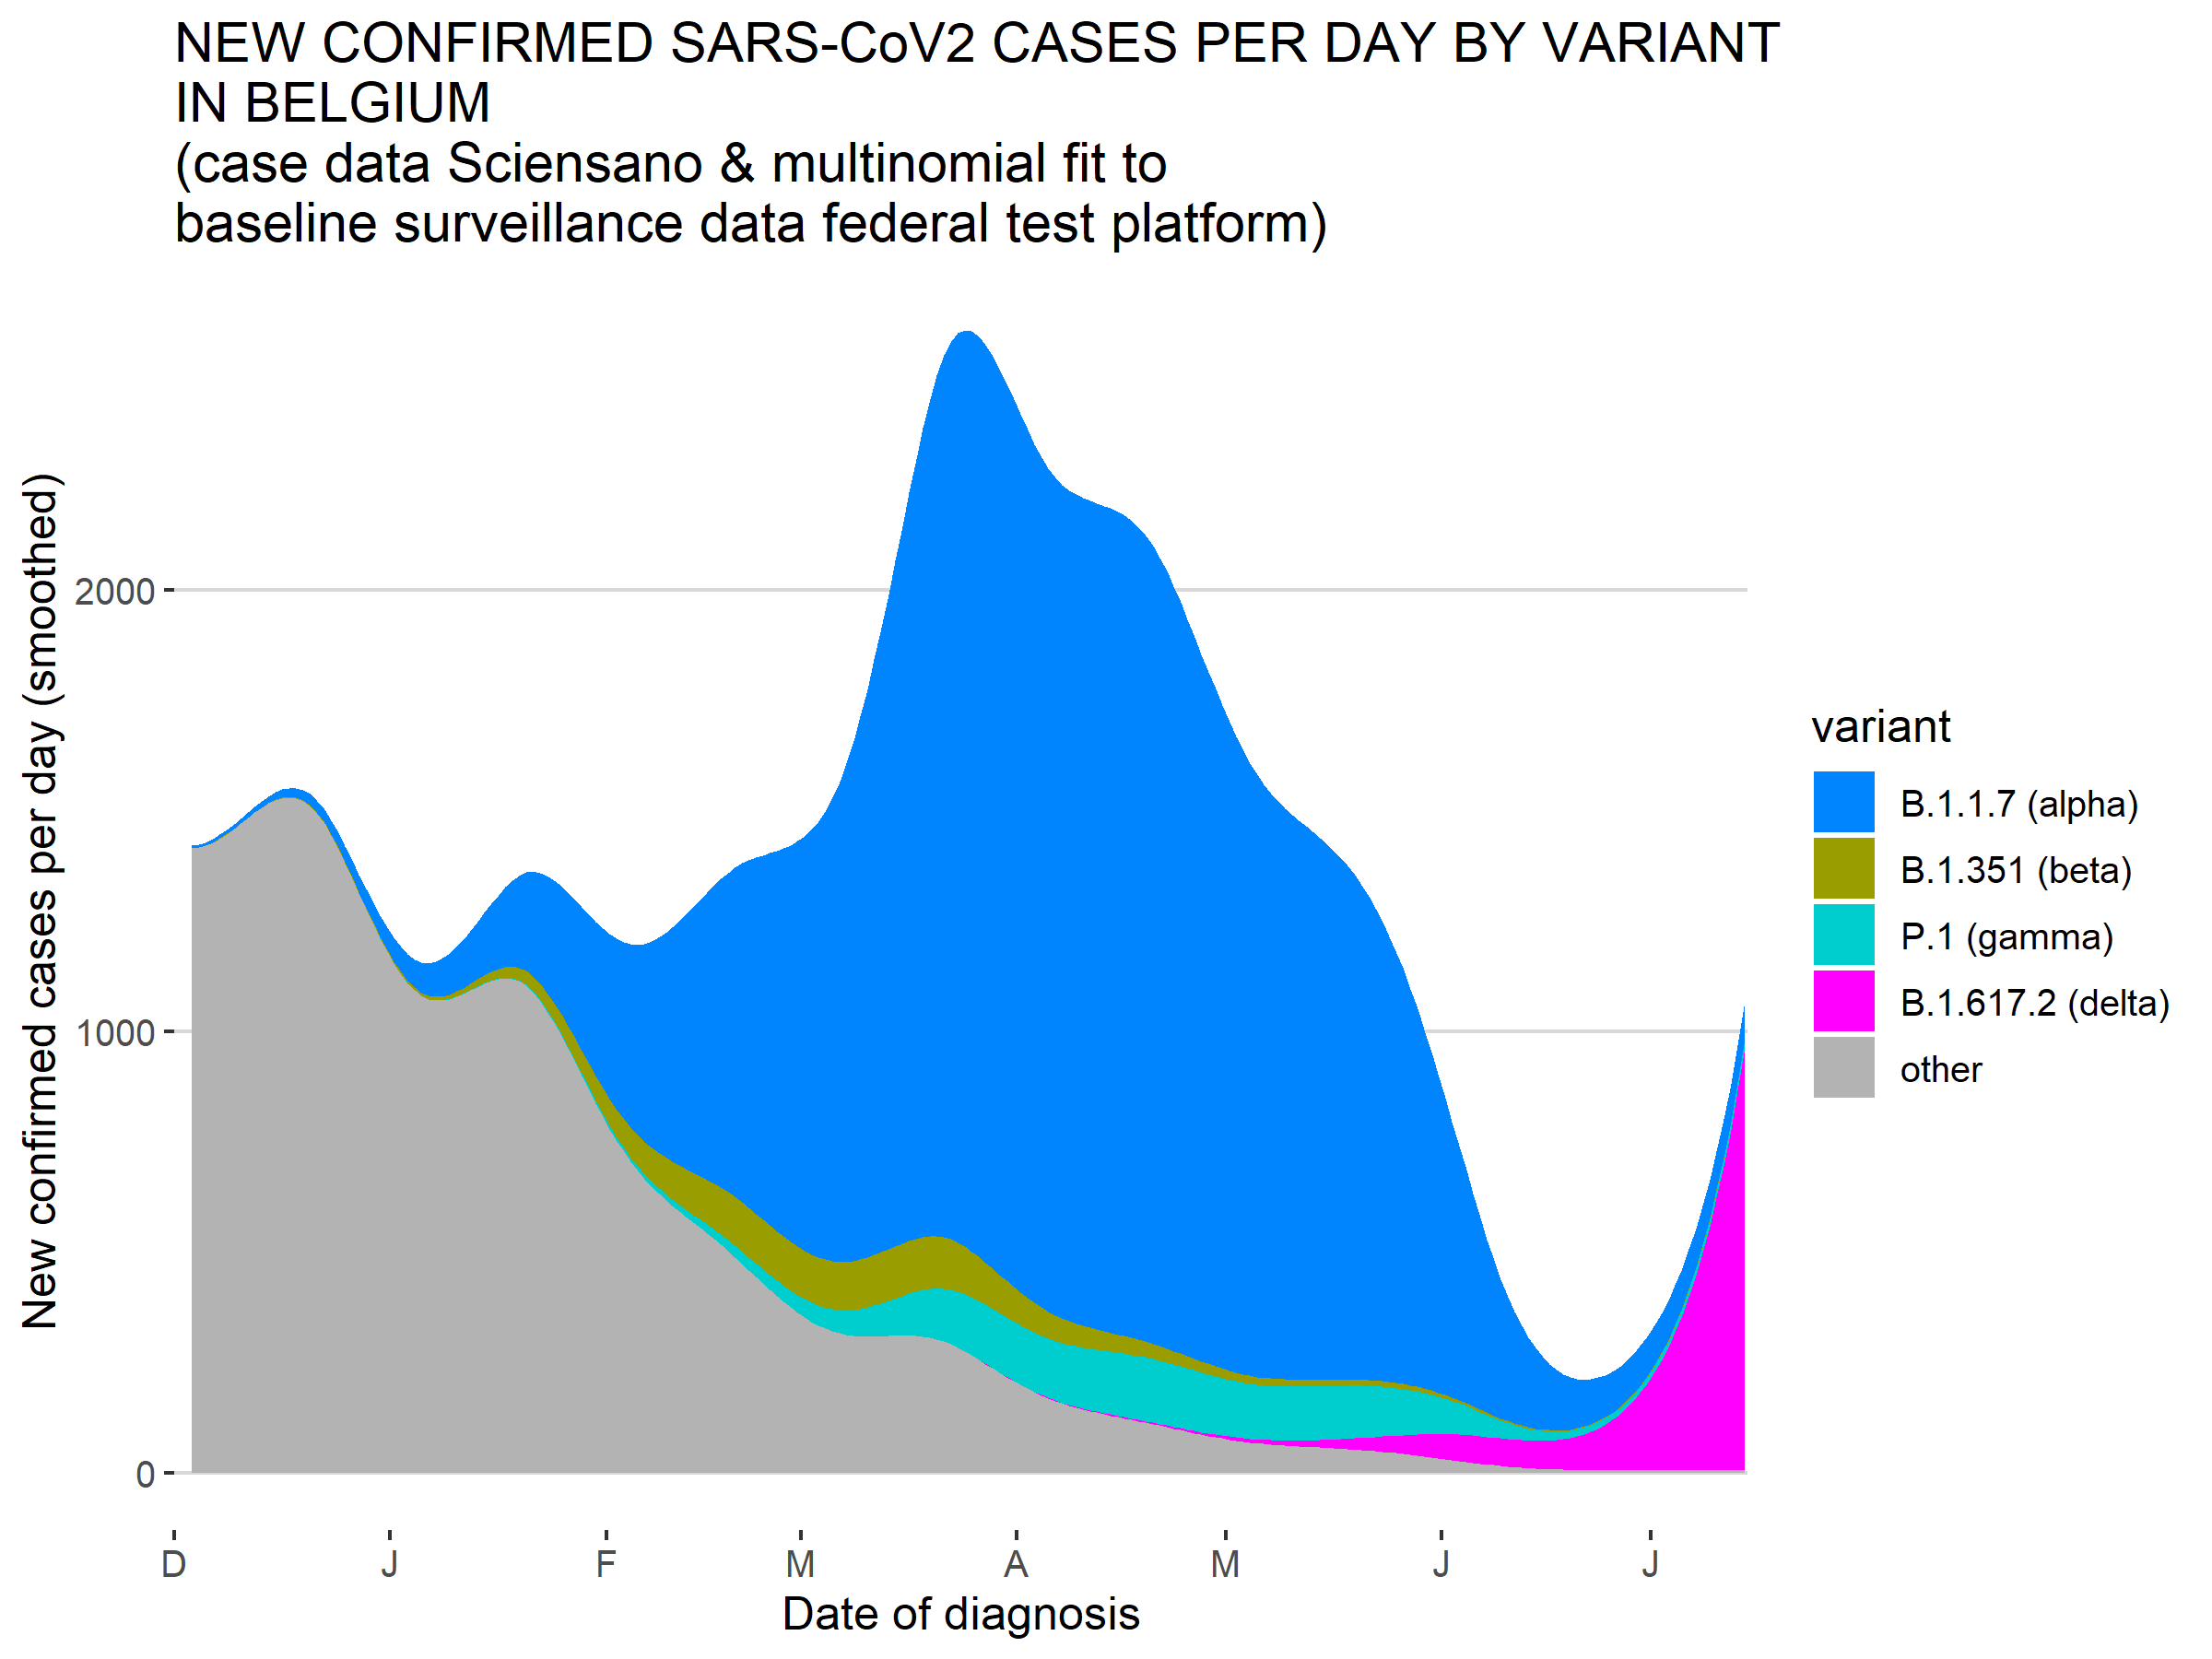 NEW CONFIRMED SARS-CoV2 CASES PER DAY BY VARIANT
IN BELGIUM
(case data Sciensano & multinomial fit to
baseline surveillance data federal test platform)
New confirmed cases per day (smoothed)
2000
1000
0
D J F M A M J J
Date of diagnosis
variant
B.1.1.7 (alpha)
B.1.351 (beta)
P.1 (gamma)
B.1.617.2 (delta)
other